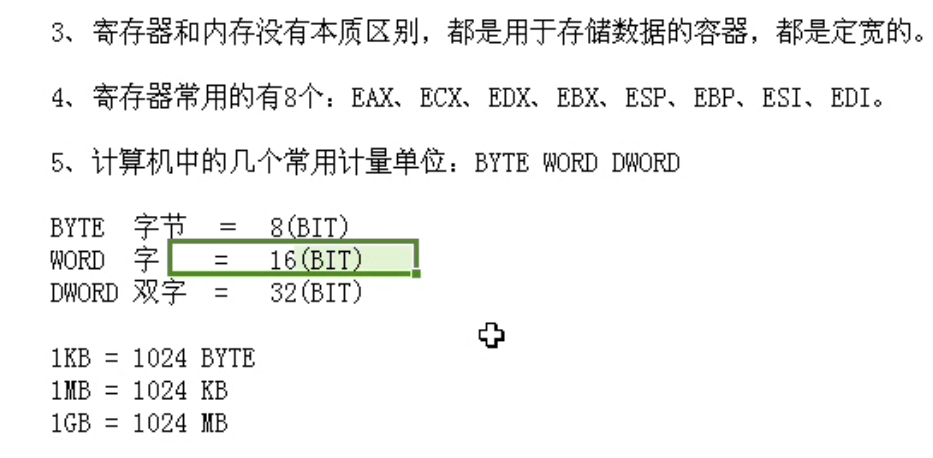 3、寄存器和内存没有本质区别，都是用于存储数据的容器，都是定宽的。
4、寄存器常用的有8个：EAX、ECX、EDX、EBX、ESP、EBP、ESI、EDI。
5、计算机中的几个常用计量单位：BYTE WORD DWORD
BYTE 字节 = 8(BIT)
WORD 字 = 16(BIT)
DWORD 双字 = 32(BIT)
1KB = 1024 BYTE
1MB = 1024 KB
1GB = 1024 MB